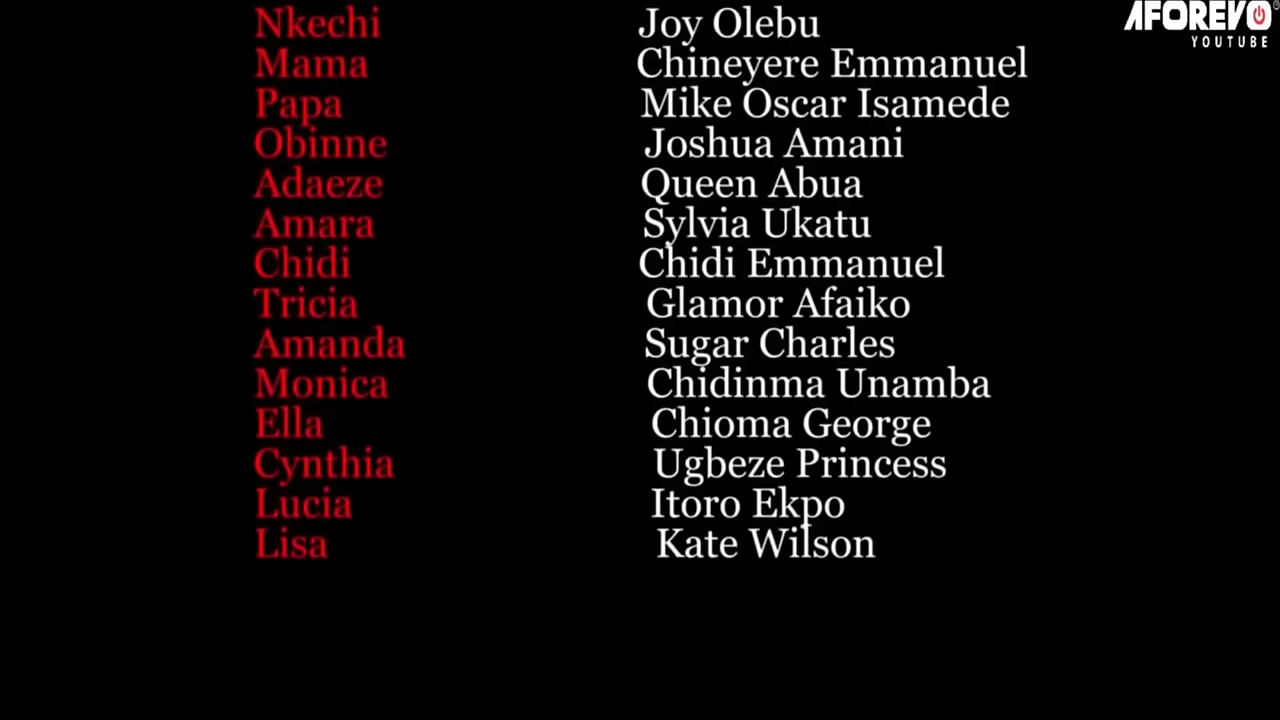 AFOREVO
YOUTUBE
Nkechi Joy Olebu
Mama Chineyere Emmanuel
Papa Mike Oscar Isamede
Obinne Joshua Amani
Adaeze Queen Abua
Amara Sylvia Ukatu
Chidi Chidi Emmanuel
Tricia Glamor Afaiko
Amanda Sugar Charles
Monica Chidinma Unamba
Ella Chioma George
Cynthia Ugbeze Princess
Lucia Itoro Ekpo
Lisa Kate Wilson